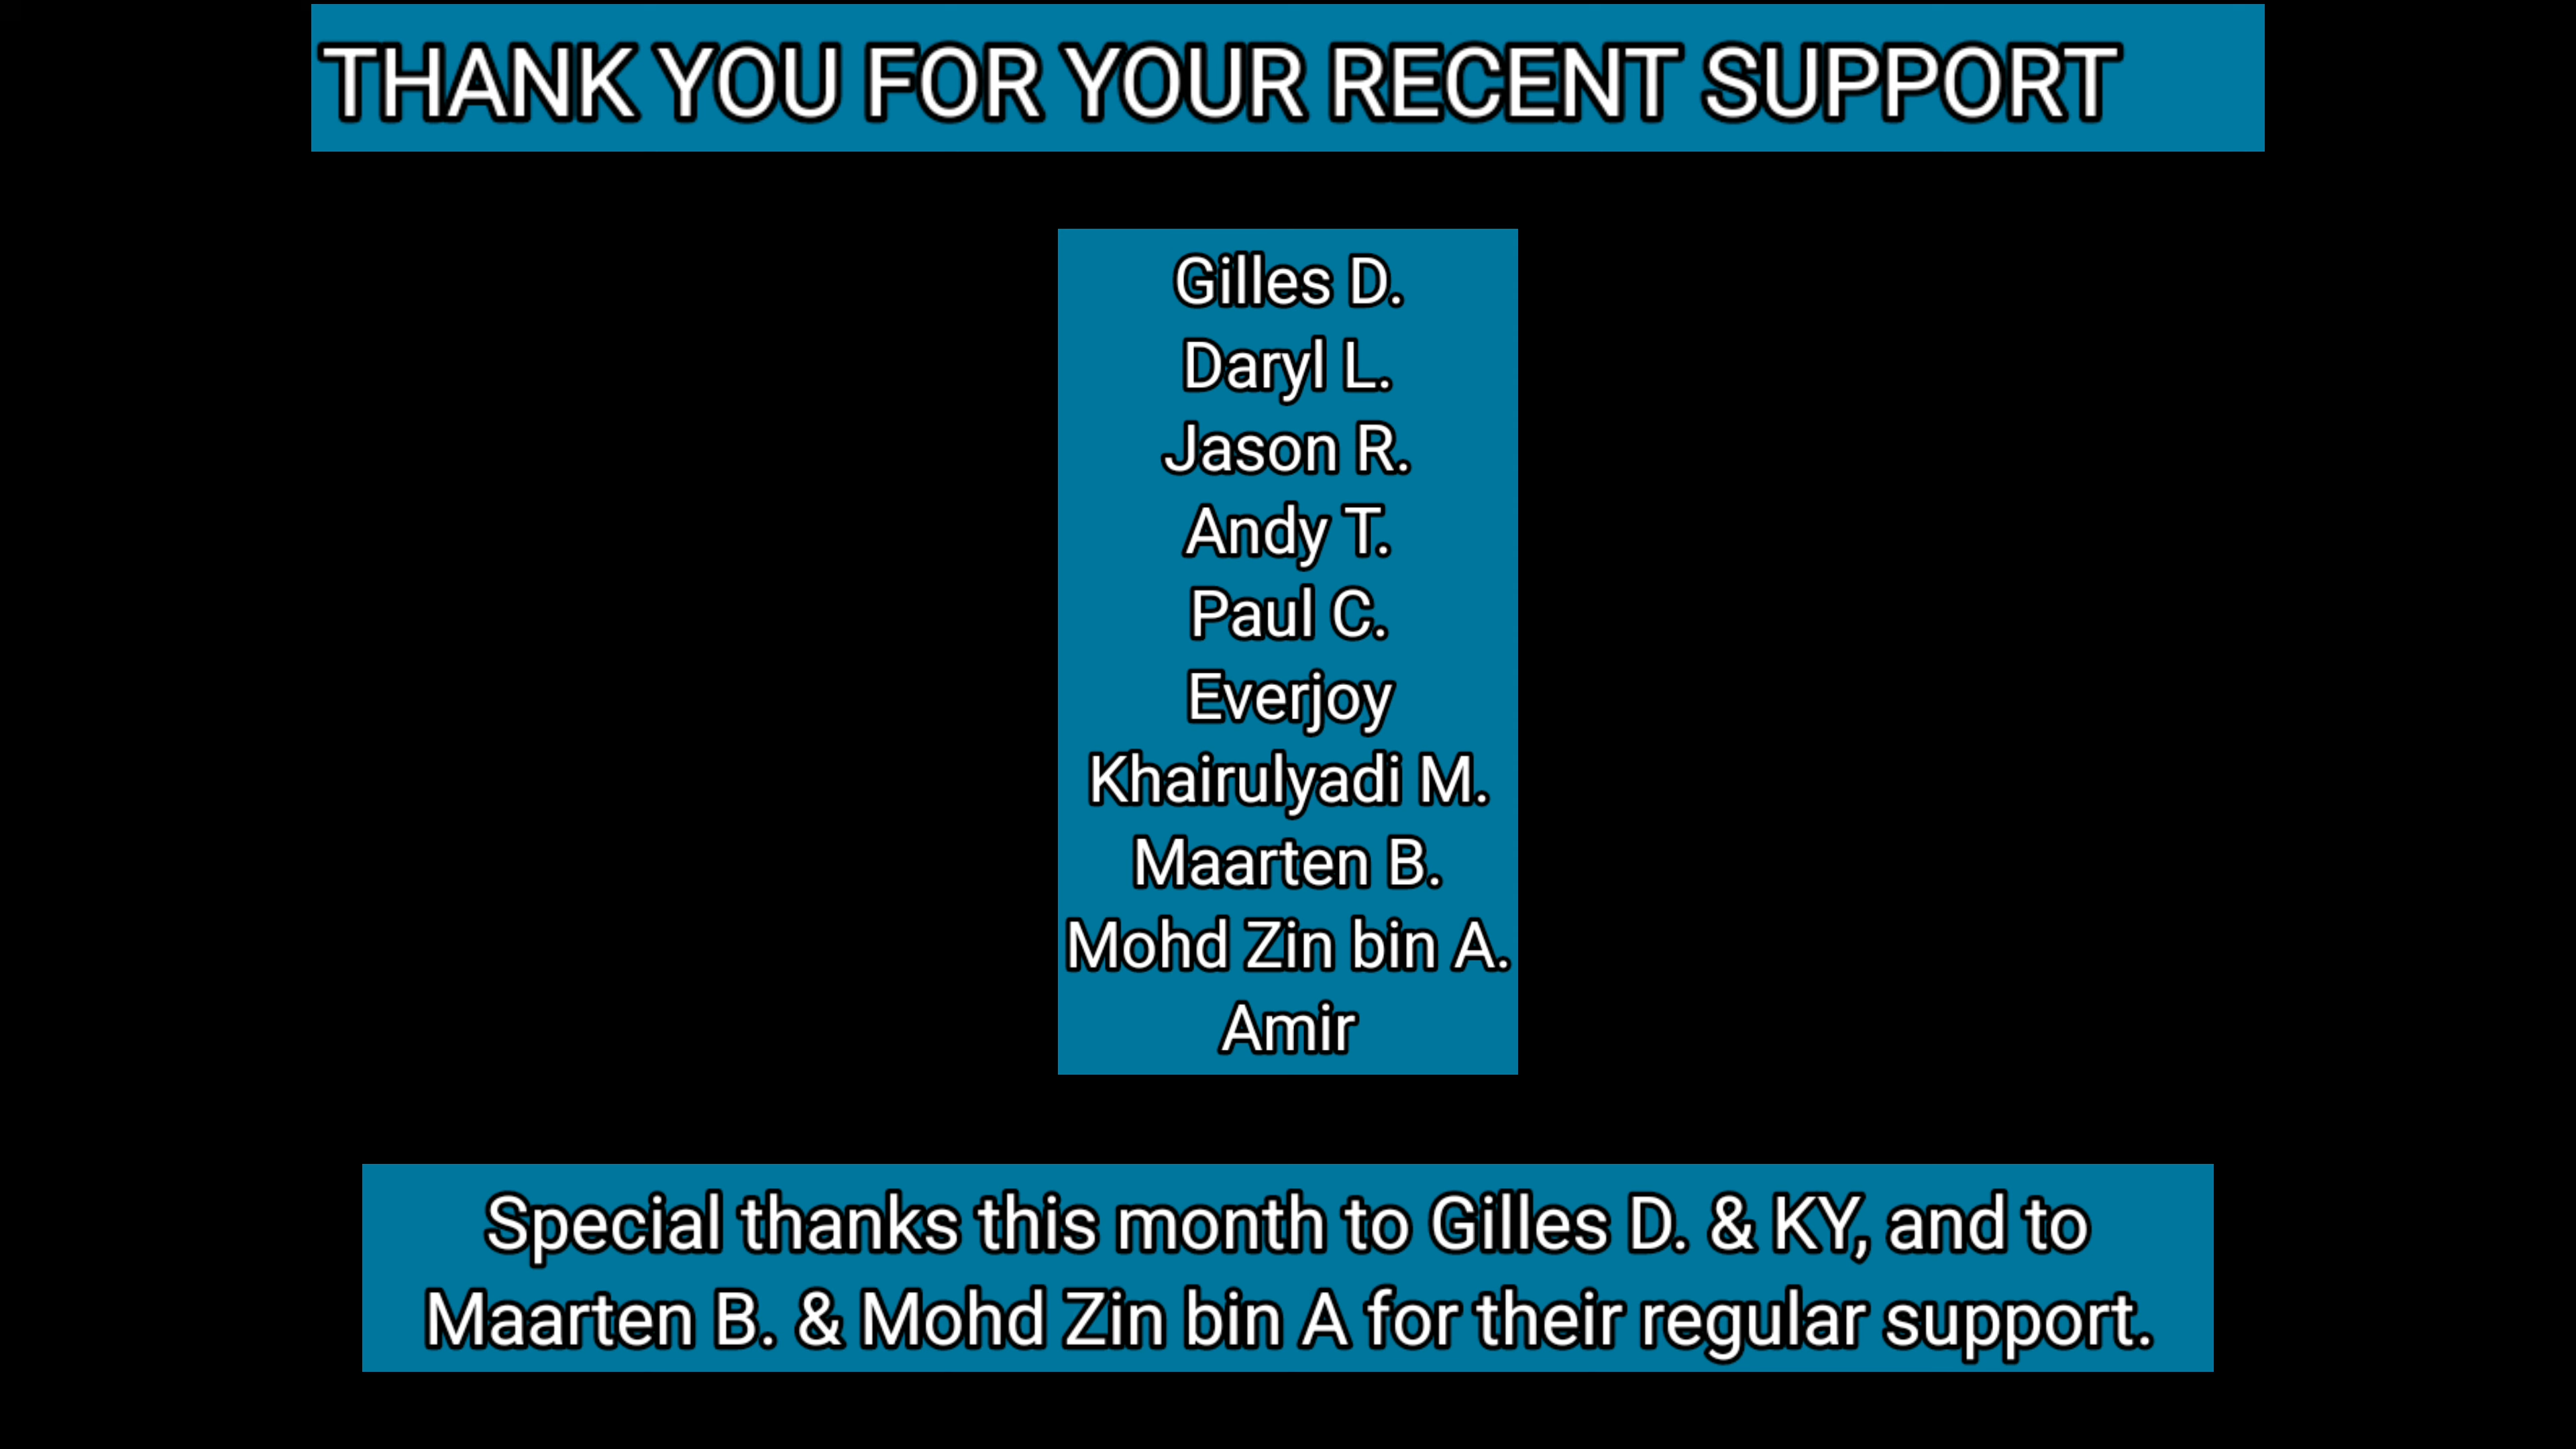 THANK YOU FOR YOUR RECENT SUPPORT
Gilles D.
Daryl L.
Jason R.
Andy T.
Paul C.
Everjoy
Khairulyadi M.
Maarten B.
Mohd Zin bin A.
Amir
Special thanks this month to Gilles D. & KY, and to
Maarten B. & Mohd Zin bin A for their regular support.